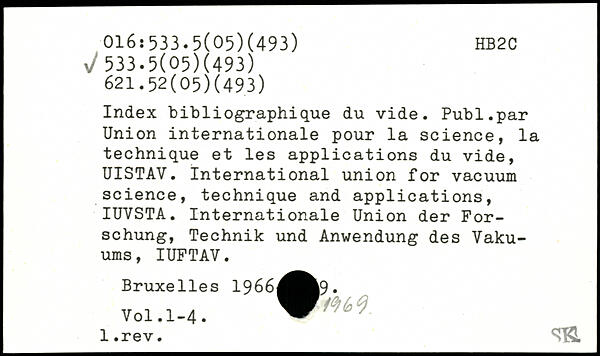 016:533.5(05)(493) HB2C
✓ 533.5(05)(493)
621.52(05)(493)
Index bibliographique du vide. Publ.par
Union internationale pour la science, la
technique et les applications du vide,
UISTAV. International union for vacuum
science, technique and applications,
IUVSTA. Internationale Union der For-
schung, Technik und Anwendung des Vaku-
ums, IUFTAV.
Bruxelles 1966 9.
1969
Vol.1-4.
1.rev.
SK